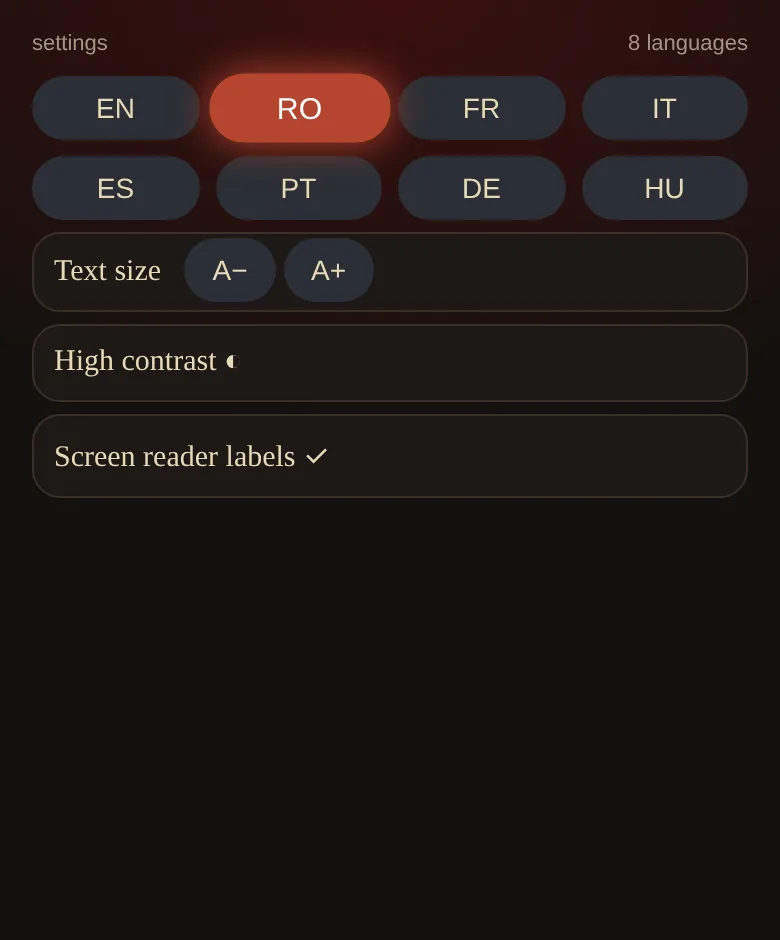 settings 8 languages
EN RO FR IT
ES PT DE HU
Text size A− A+
High contrast ◐
Screen reader labels ✓